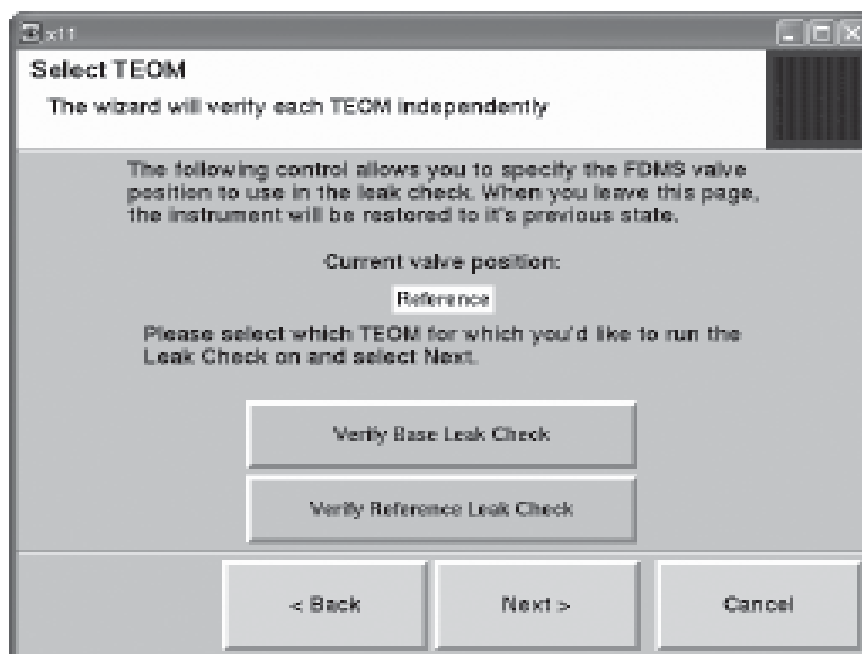 x11
Select TEOM
The wizard will verify each TEOM independently
The following control allows you to specify the FDMS valve
position to use in the leak check. When you leave this page,
the instrument will be restored to it's previous state.
Current valve position:
Reference
Please select which TEOM for which you'd like to run the
Leak Check on and select Next.
Verify Base Leak Check
Verify Reference Leak Check
< Back
Next >
Cancel